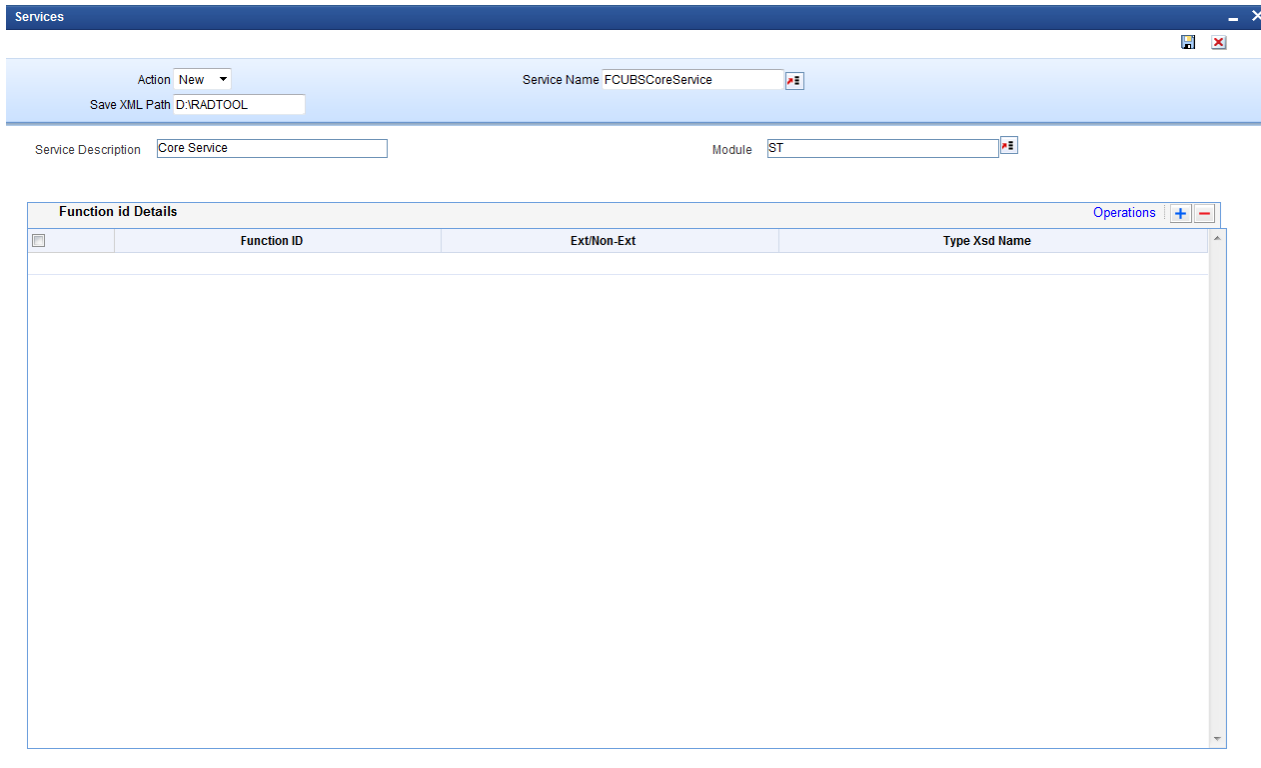 Services
Action New Service Name FCUBSCoreService
Save XML Path D:\RADTOOL
Service Description Core Service Module ST
Function id Details Operations
Function ID Ext/Non-Ext Type Xsd Name